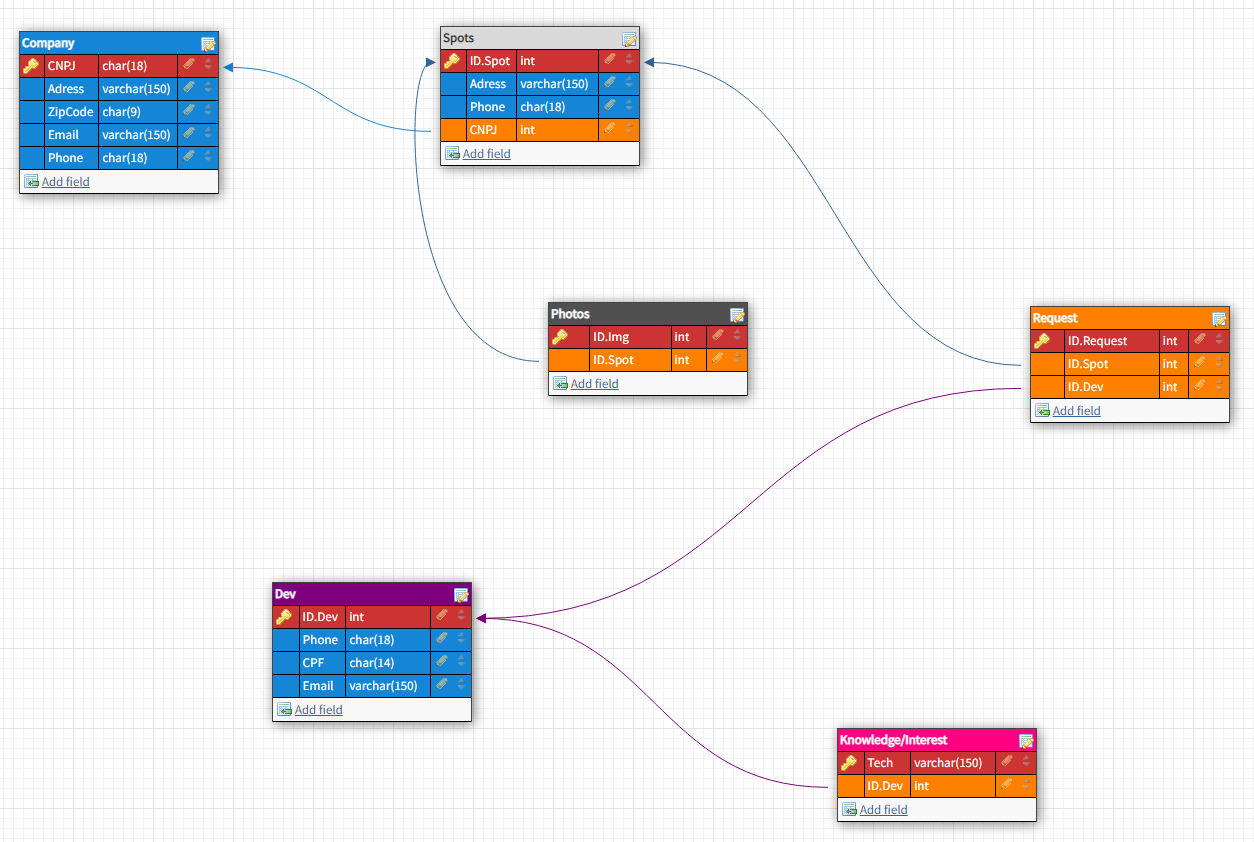 Company
CNPJ char(18)
Adress varchar(150)
ZipCode char(9)
Email varchar(150)
Phone char(18)
Add field
Spots
ID.Spot int
Adress varchar(150)
Phone char(18)
CNPJ int
Add field
Photos
ID.Img int
ID.Spot int
Add field
Request
ID.Request int
ID.Spot int
ID.Dev int
Add field
Dev
ID.Dev int
Phone char(18)
CPF char(14)
Email varchar(150)
Add field
Knowledge/Interest
Tech varchar(150)
ID.Dev int
Add field